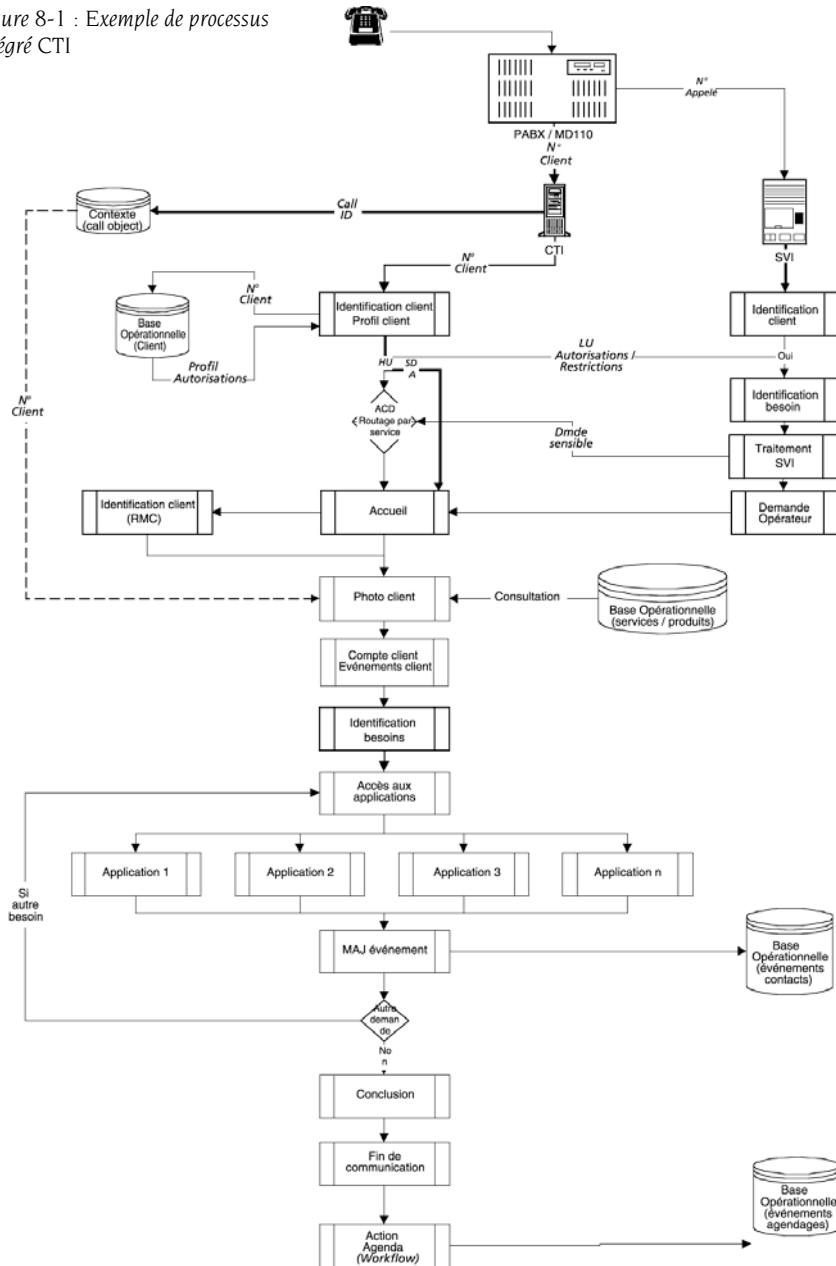 ure 8-1 : Exemple de processus
égré CTI
N°
Appelé
PABX / MD110
N°
Client
Call
ID
Contexte
(call object)
CTI
SVI
N°
Client
N°
Client
Identification client
Profil client
Identification
client
Base
Opérationnelle
(Client)
Profil
Autorisations
HU
SD
A
LU
Autorisations /
Restrictions
Oui
N°
Client
ACD
Routage par
service
Identification
besoin
Dmde
sensible
Traitement
SVI
Identification client
(RMC)
Accueil
Demande
Opérateur
Photo client
Consultation
Base Opérationnelle
(services / produits)
Compte client
Evénements client
Identification
besoins
Accès aux
applications
Application 1
Application 2
Application 3
Application n
Si
autre
besoin
MAJ événement
Base
Opérationnelle
(événements
contacts)
Autre
deman
de
No
n
Conclusion
Fin de
communication
Base
Opérationnelle
(événements
agendages)
Action
Agenda
(Workflow)